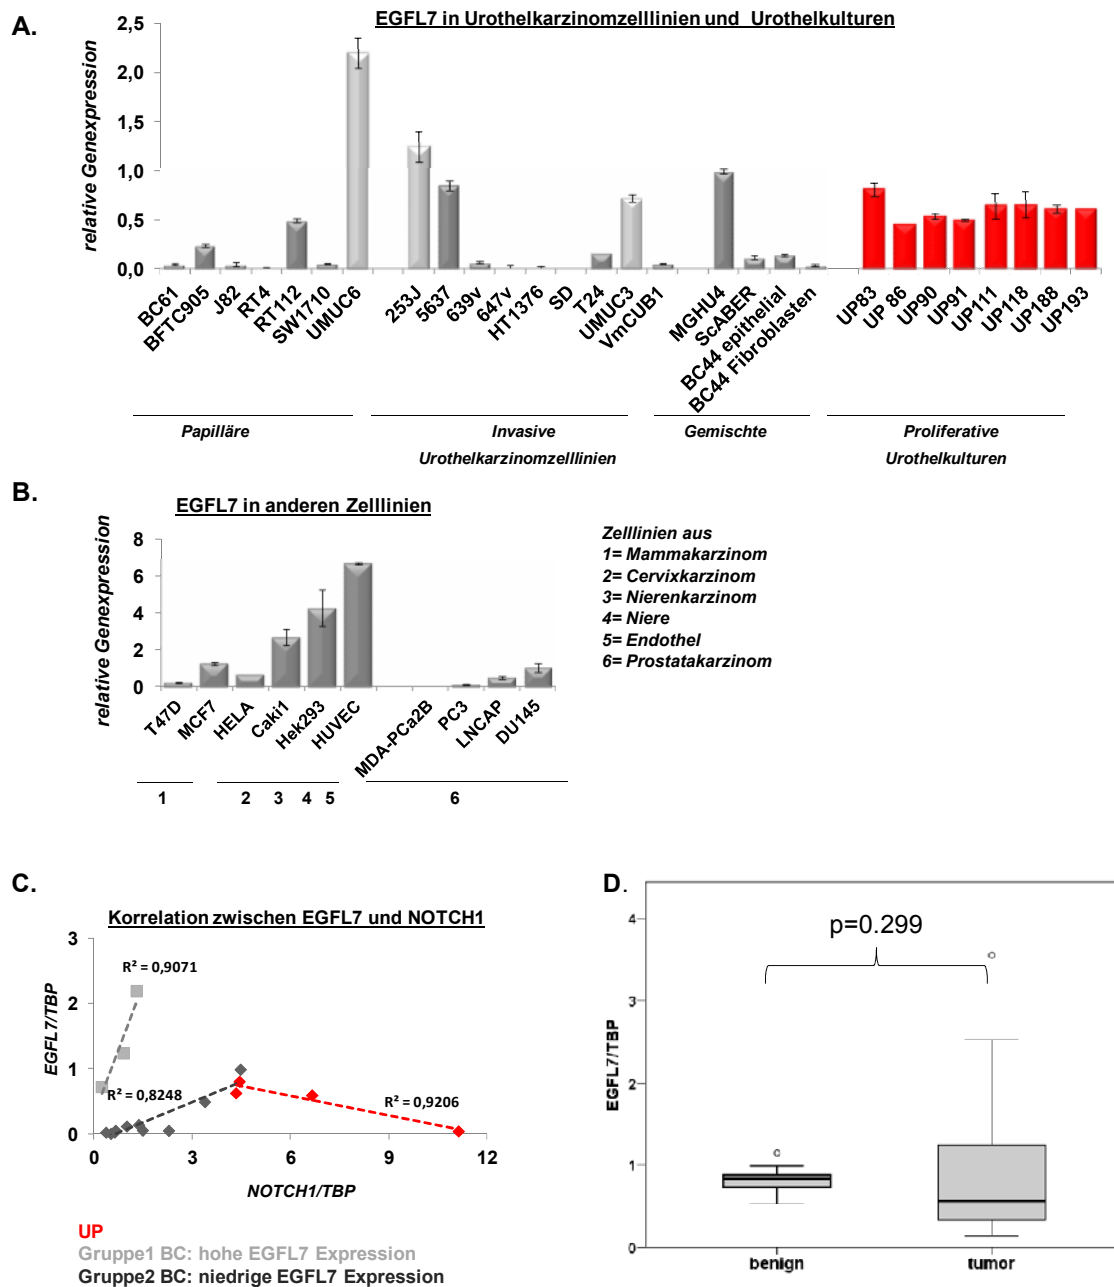 A.
EGFL7 in Urothelkarzinomzelllinien und Urothelkulturen
relative Genexpression
2,5
2,0
1,5
1,0
0,5
0,0
BC61
BFTC905
J82
RT4
RT112
SW1710
UMUC6
253J
5637
639v
647v
HT1376
SD
T24
UMUC3
VmCUB1
MGHU4
ScABER
BC44 epithelial
BC44 Fibroblasten
UP83
UP 86
UP90
UP91
UP111
UP118
UP188
UP193
Papilläre
Invasive
Gemischte
Proliferative
Urothelkarzinomzelllinien
Urothelkulturen
B.
EGFL7 in anderen Zelllinien
relative Genexpression
8
6
4
2
0
T47D
MCF7
HELA
Caki1
Hek293
HUVEC
MDA-PCa2B
PC3
LNCAP
DU145
1
2
3
4
5
6
Zelllinien aus
1= Mammakarzinom
2= Cervixkarzinom
3= Nierenkarzinom
4= Niere
5= Endothel
6= Prostatakarzinom
C.
Korrelation zwischen EGFL7 und NOTCH1
EGFL7/TBP
3
2
1
0
R² = 0,9071
R² = 0,8248
R² = 0,9206
0
3
6
9
12
NOTCH1/TBP
UP
Gruppe1 BC: hohe EGFL7 Expression
Gruppe2 BC: niedrige EGFL7 Expression
D.
p=0.299
EGFL7/TBP
4
3
2
1
0
benign
tumor